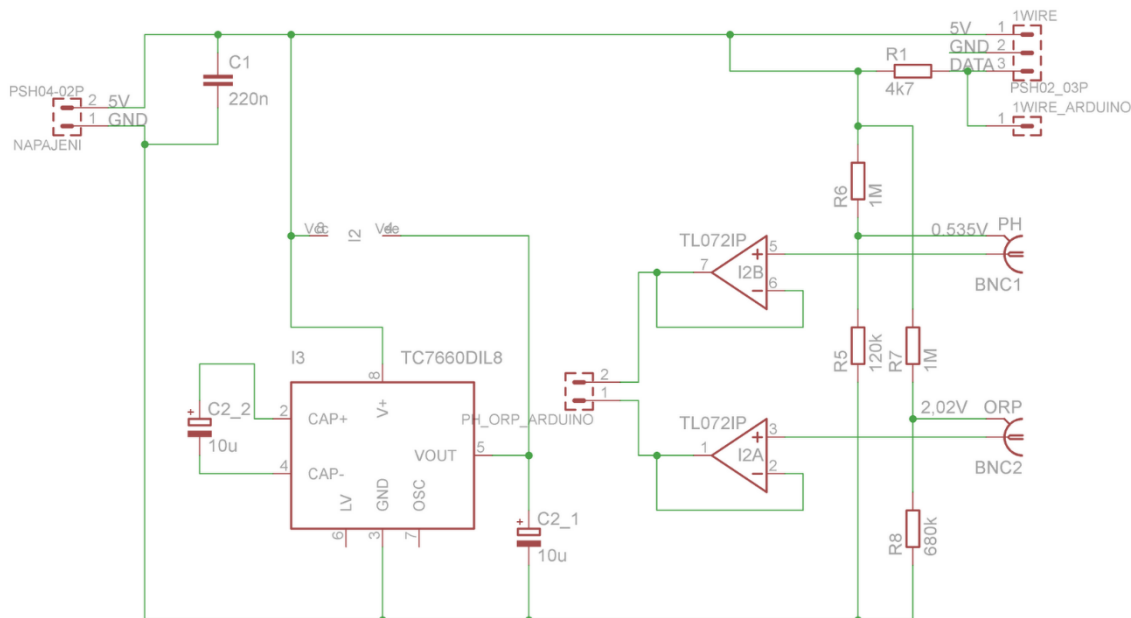 1WIRE
5V 1
GND 2
DATA 3
PSH02_03P
1WIRE_ARDUINO
1
R1
4k7
C1
220n
PSH04-02P
2 5V
1 GND
NAPAJENI
R6
1M
I2
TL072IP
5
7
I2B
6
0.535V
PH
BNC1
R5
120k
R7
1M
I3
TC7660DIL8
8
V+
2
CAP+
C2_2
10u
4
CAP-
VOUT
5
LV
GND
OSC
6
3
7
C2_1
10u
2
1
PH_ORP_ARDUINO
TL072IP
3
1
I2A
2
2,02V
ORP
BNC2
R8
680k